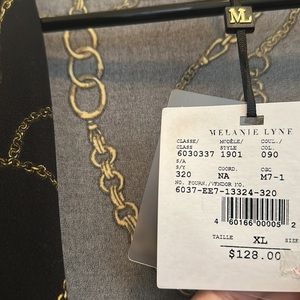 ML
MELANIE LYNE
CLASSE/ MODÈLE/ COUL./
CLASS STYLE COL.
6030337 1901 090
S/A
S/Y COORD. CGC
320 NA M7-1
NO. FOURN./VENDOR NO.
6037-EE7-13324-320
4 60166 00005 2
TAILLE XL SIZE
$128.00